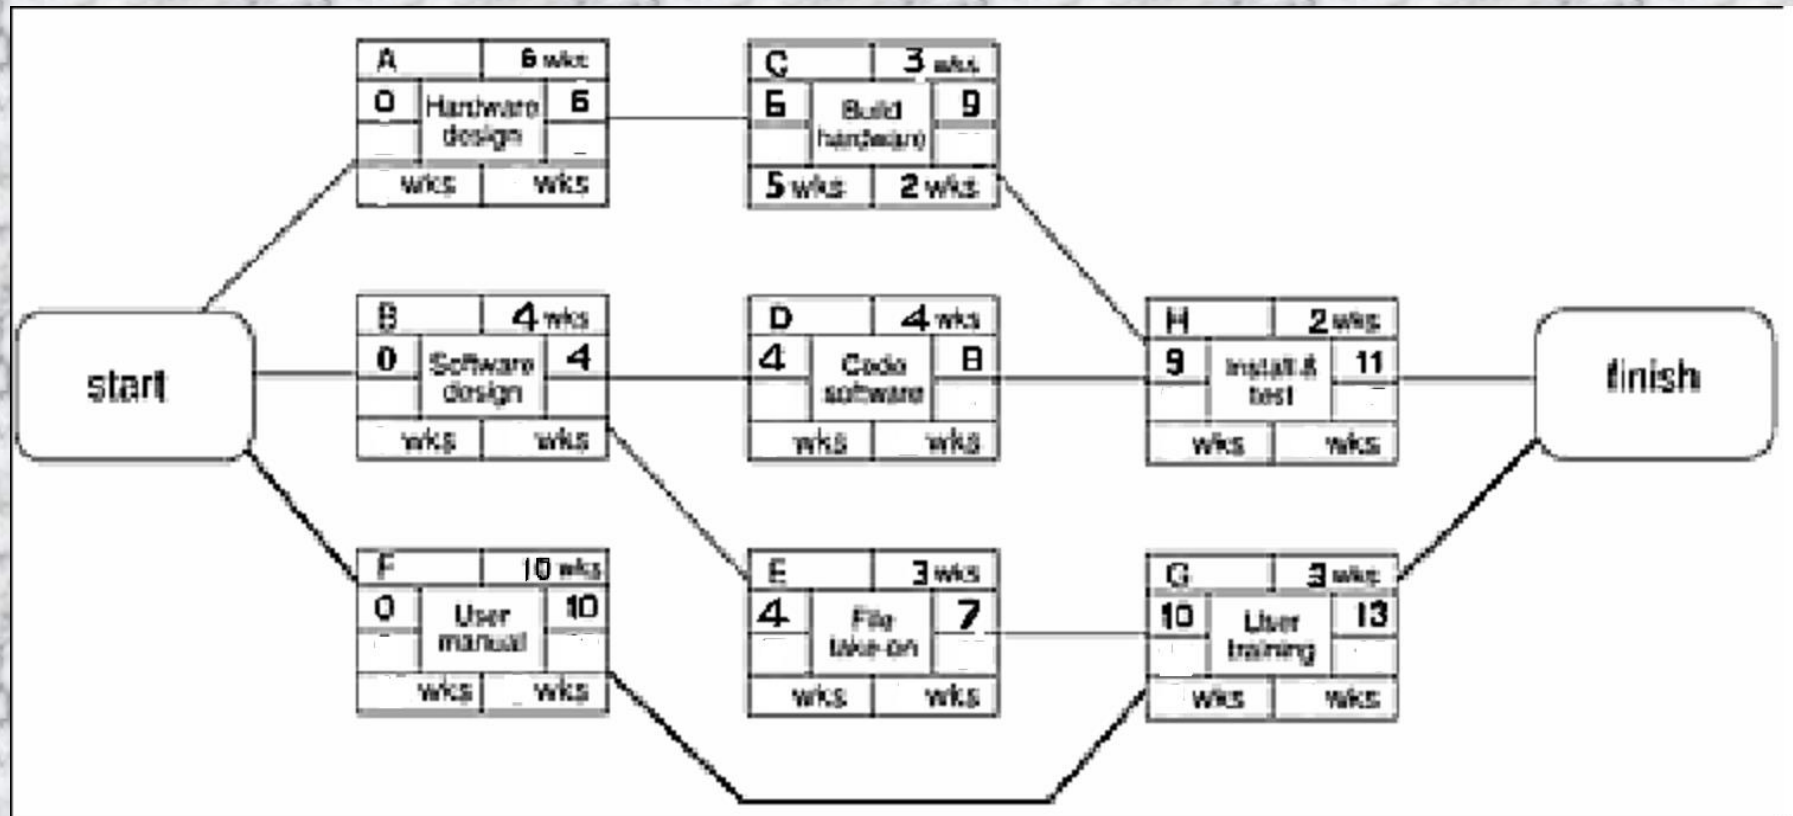 A 6 wks
0 Hardware 6
design
wks wks
C 3 wks
6 Build 9
hardware
5 wks 2 wks
start
B 4 wks
0 Software 4
design
wks wks
D 4 wks
4 Code 8
software
wks wks
H 2 wks
9 Install & 11
test
wks wks
finish
F 10 wks
0 User 10
manual
wks wks
E 3 wks
4 File 7
take-on
wks wks
G 3 wks
10 User 13
training
wks wks